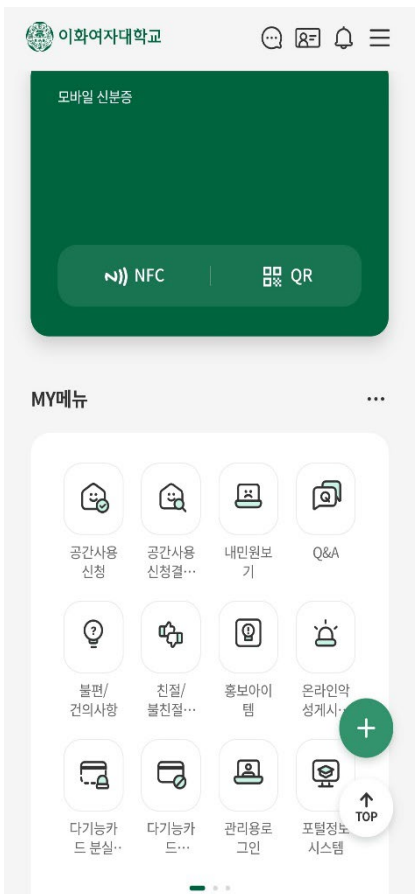 이화여자대학교
모바일 신분증
NFC QR
MY메뉴
공간사용
신청
공간사용
신청결…
내민원보
기
Q&A
불편/
건의사항
친절/
불친절…
홍보아이
템
온라인악
성게시…
다기능카
드 분실…
다기능카
드…
관리용로
그인
포털정보
시스템
TOP